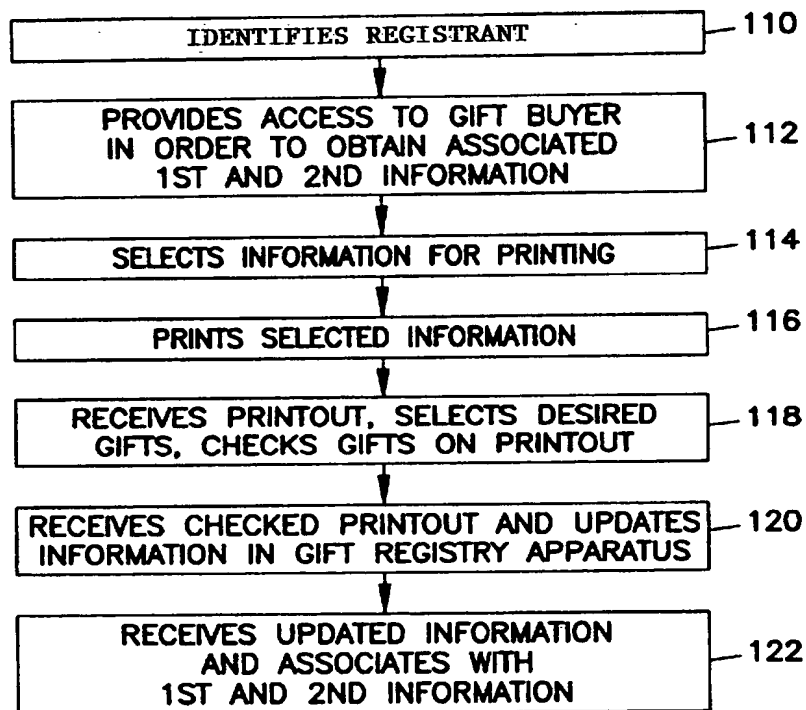 IDENTIFIES REGISTRANT
110
PROVIDES ACCESS TO GIFT BUYER
IN ORDER TO OBTAIN ASSOCIATED
1ST AND 2ND INFORMATION
112
SELECTS INFORMATION FOR PRINTING
114
PRINTS SELECTED INFORMATION
116
RECEIVES PRINTOUT, SELECTS DESIRED
GIFTS, CHECKS GIFTS ON PRINTOUT
118
RECEIVES CHECKED PRINTOUT AND UPDATES
INFORMATION IN GIFT REGISTRY APPARATUS
120
RECEIVES UPDATED INFORMATION
AND ASSOCIATES WITH
1ST AND 2ND INFORMATION
122